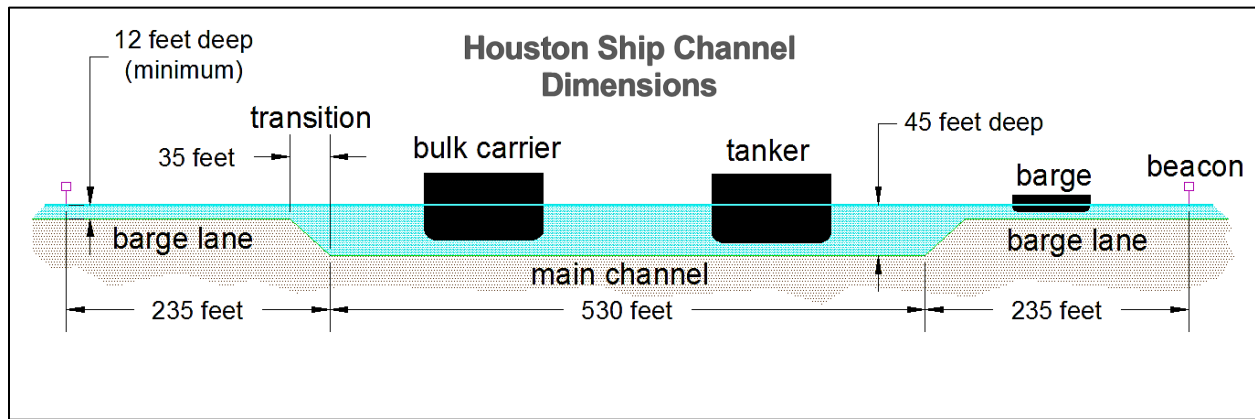 Houston Ship Channel
Dimensions
12 feet deep
(minimum)
transition
35 feet
bulk carrier
tanker
45 feet deep
barge
beacon
barge lane
main channel
barge lane
235 feet
530 feet
235 feet